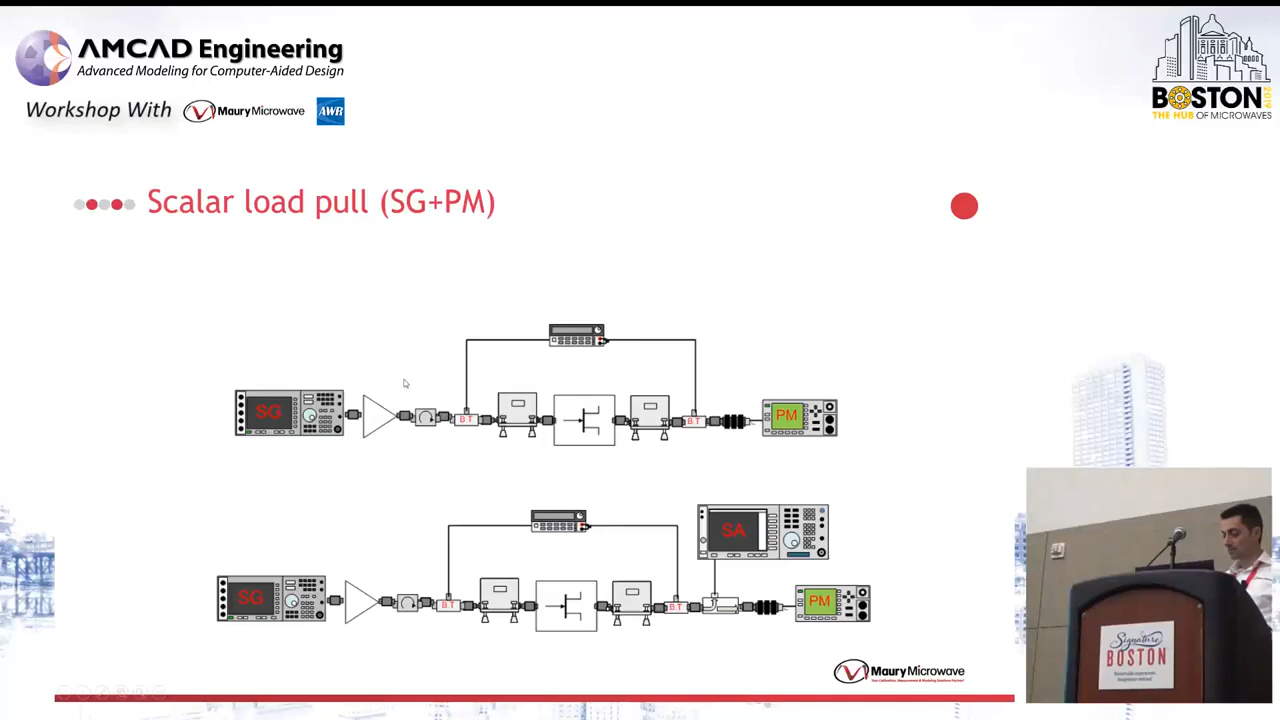 AMCAD Engineering
Advanced Modeling for Computer-Aided Design
Workshop With
Maury Microwave
AWR
BOSTON
2019
THE HUB OF MICROWAVES
Scalar load pull (SG+PM)
SG
BT
BT
PM
SA
SG
BT
BT
PM
Maury Microwave
Signature
BOSTON